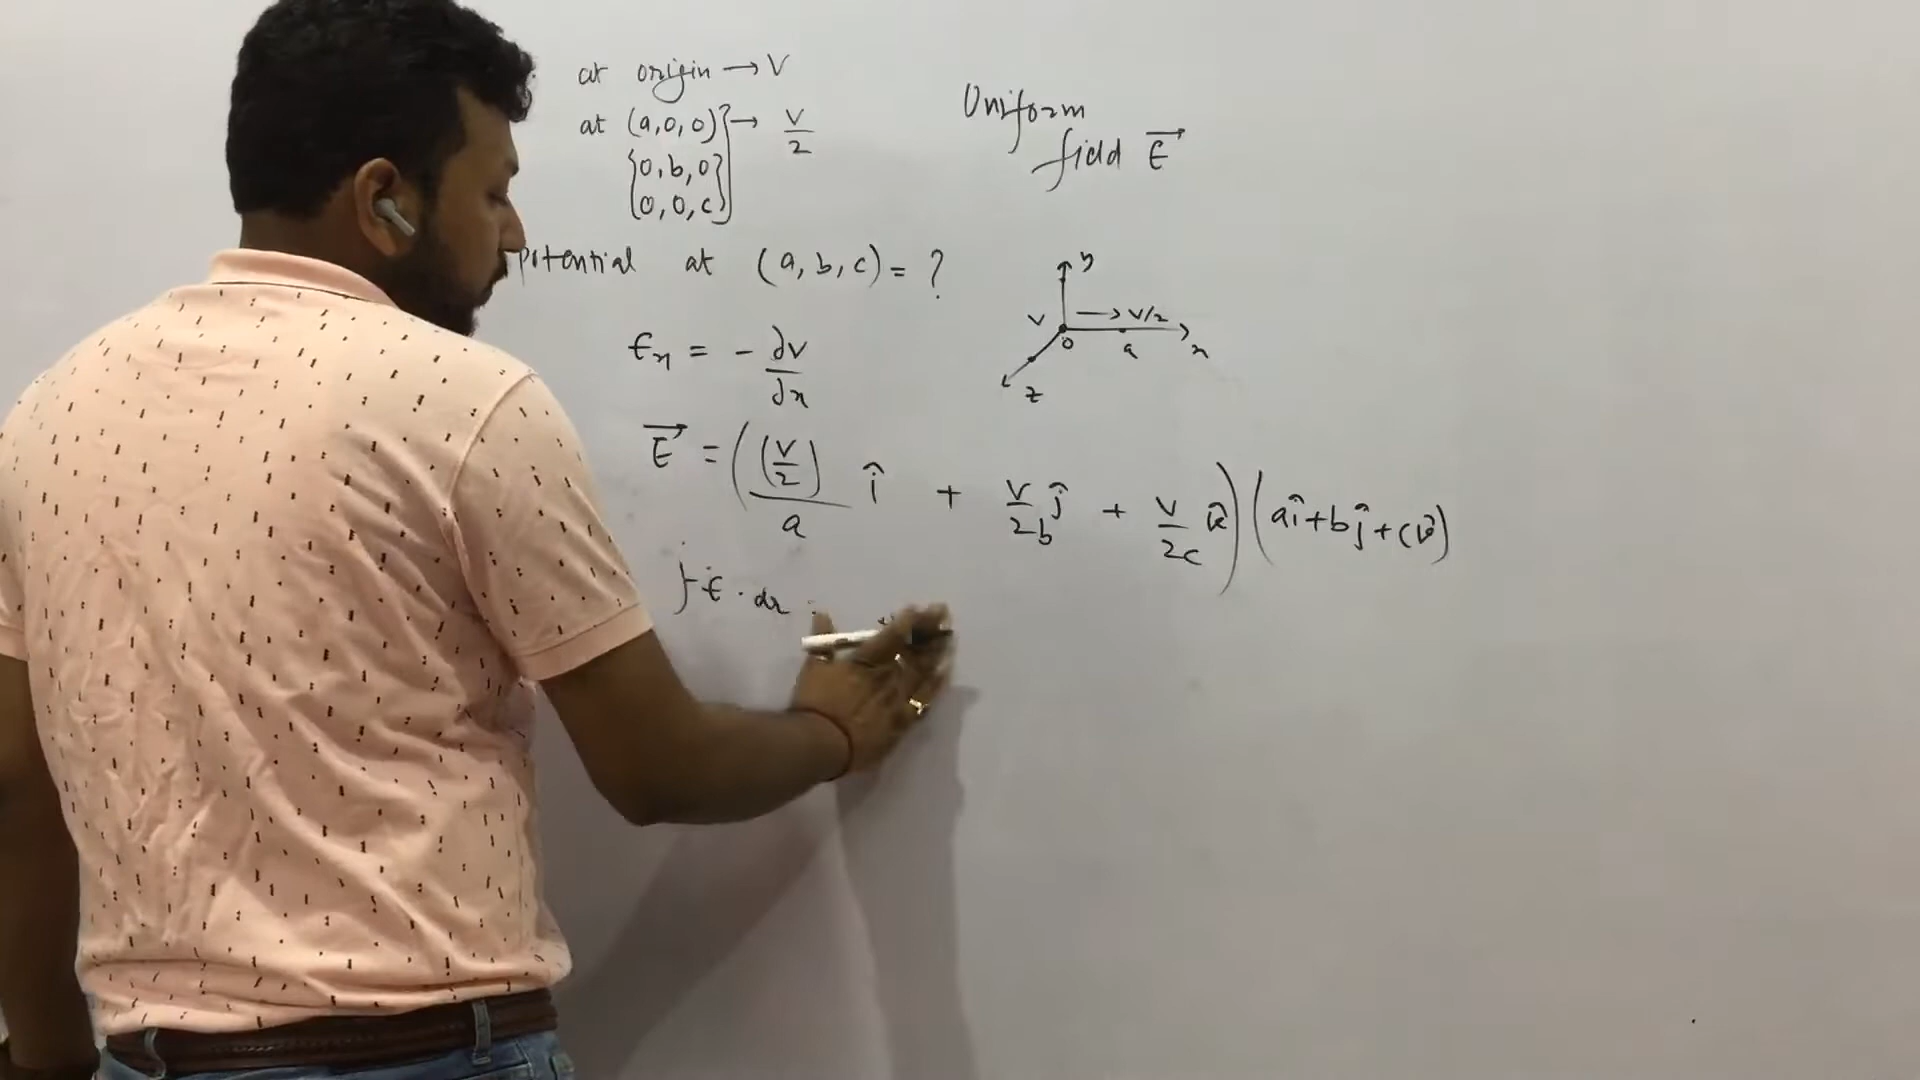 at origin → V
at (a,0,0) → V/2
(0,b,0)
(0,0,c)
Uniform
field E⃗
potential at (a, b, c) = ?
y
V → V/2
0 a x
z
Ex = - ∂V/∂x
E⃗ = ((V/2)/a î + V/2b ĵ + V/2c k̂) (aî+bĵ+ck̂)
∫-E · dr